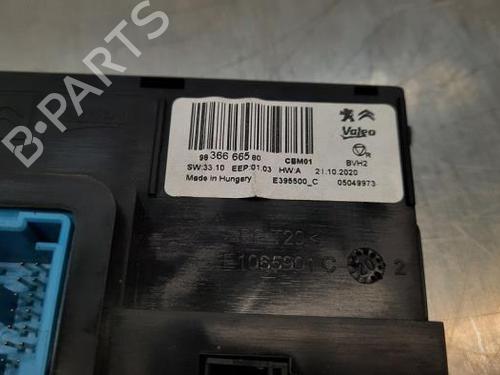 B-PARTS
Valeo
98 366 665 80 CBM01 R BVH2
SW:33.10 EEP:01.03 HW:A 21.10.2020
Made in Hungary E395500_C 05049973
E1065901 C 2